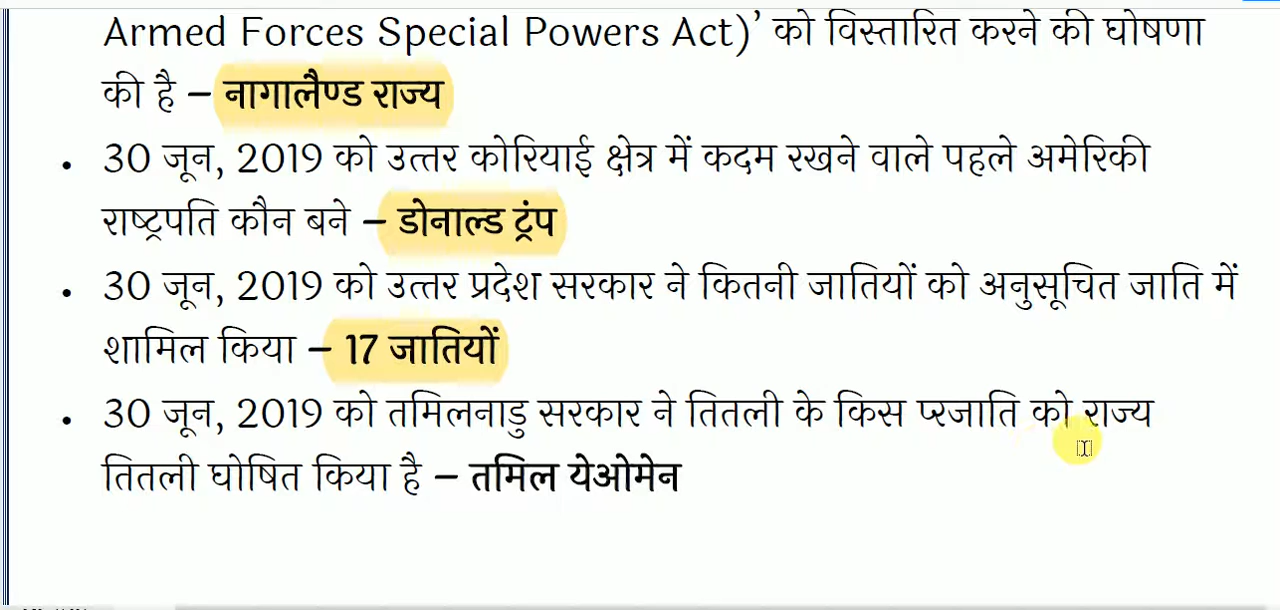 Armed Forces Special Powers Act)’ को विस्तारित करने की घोषणा
की है – नागालैण्ड राज्य
• 30 जून, 2019 को उत्तर कोरियाई क्षेत्र में कदम रखने वाले पहले अमेरिकी
राष्ट्रपति कौन बने – डोनाल्ड ट्रंप
• 30 जून, 2019 को उत्तर प्रदेश सरकार ने कितनी जातियों को अनुसूचित जाति में
शामिल किया – 17 जातियों
• 30 जून, 2019 को तमिलनाडु सरकार ने तितली के किस प्रजाति को राज्य
तितली घोषित किया है – तमिल येओमेन